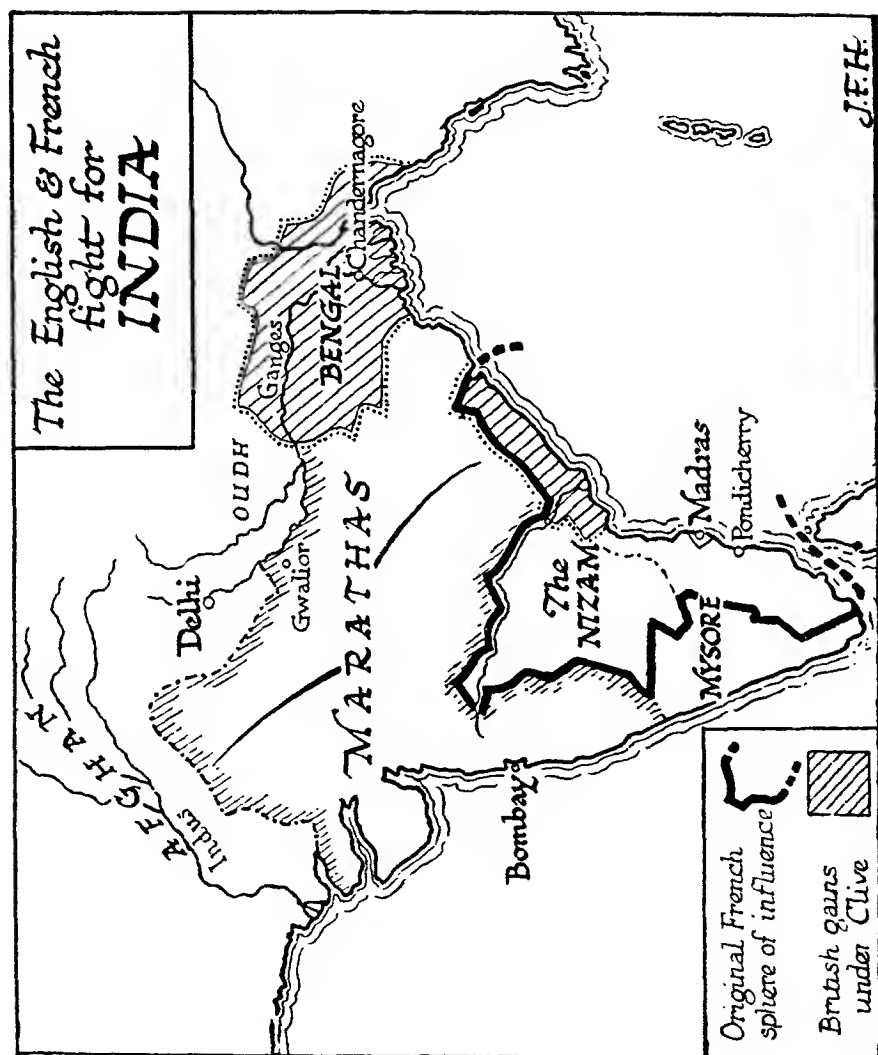 The English & French
fight for
INDIA
AFGHAN
Indus
Delhi
OUDH
Gwalior
Ganges
BENGAL
Chandernagore
MARATHAS
Bombay
The
NIZAM
MYSORE
Madras
Pondicherry
Original French
sphere of influence
British gains
under Clive
J.F.H.